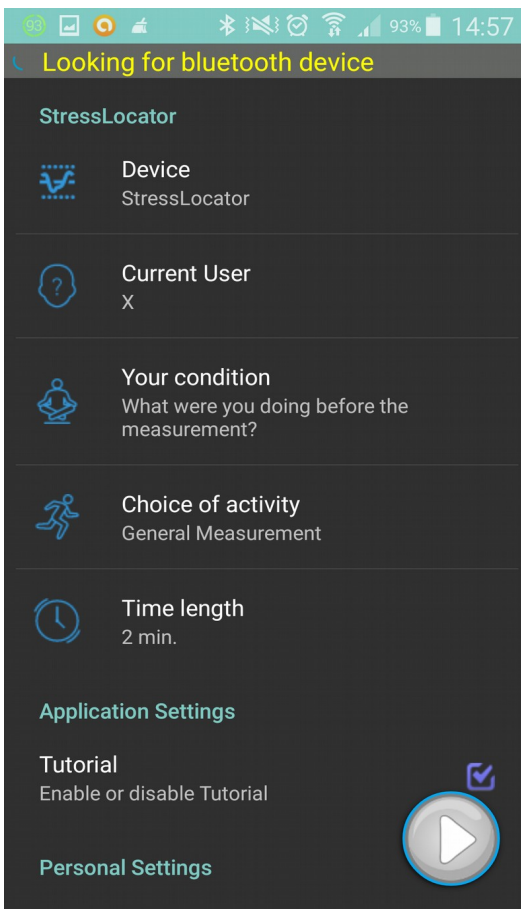 93 93% 14:57
Looking for bluetooth device
StressLocator
Device
StressLocator
Current User
?
X
Your condition
What were you doing before the
measurement?
Choice of activity
General Measurement
Time length
2 min.
Application Settings
Tutorial
Enable or disable Tutorial
Personal Settings